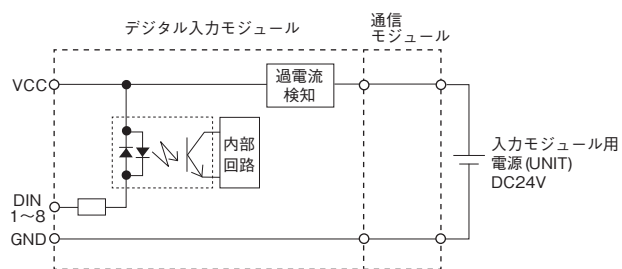 デジタル入力モジュール
通信
モジュール
VCC
過電流
検知
内部
回路
入力モジュール用
電源(UNIT)
DC24V
DIN
1～8
GND